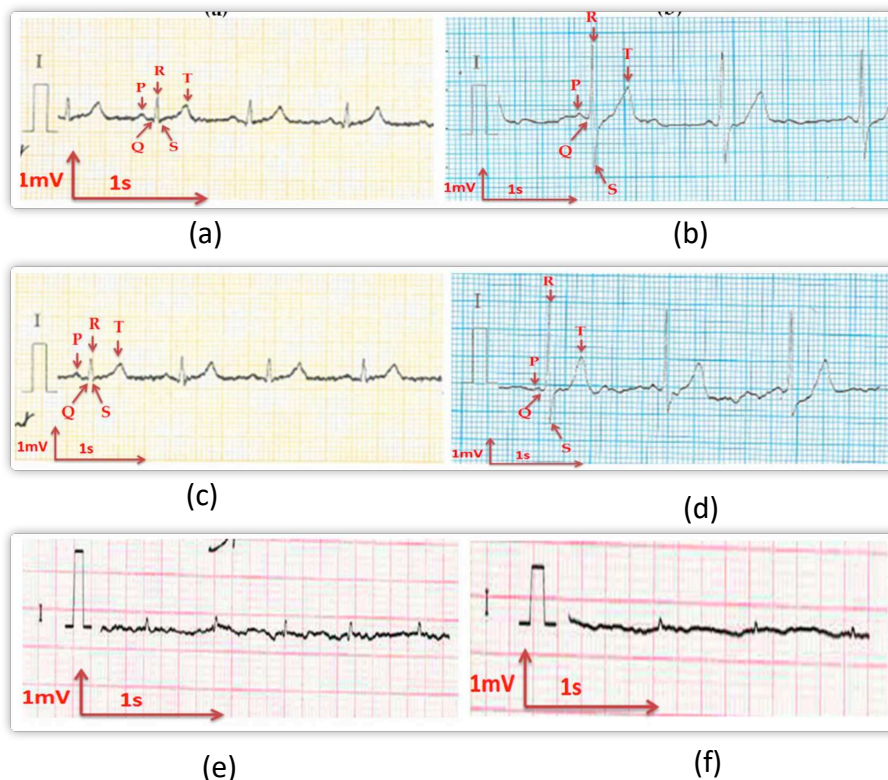 (a) (b)
I P R T Q S 1mV 1s
R P T I Q S 1mV 1s
(a) (b)
I P R T Q S 1mV 1s
R P T I Q S 1mV 1s
(c) (d)
I 1mV 1s
I 1mV 1s
(e) (f)